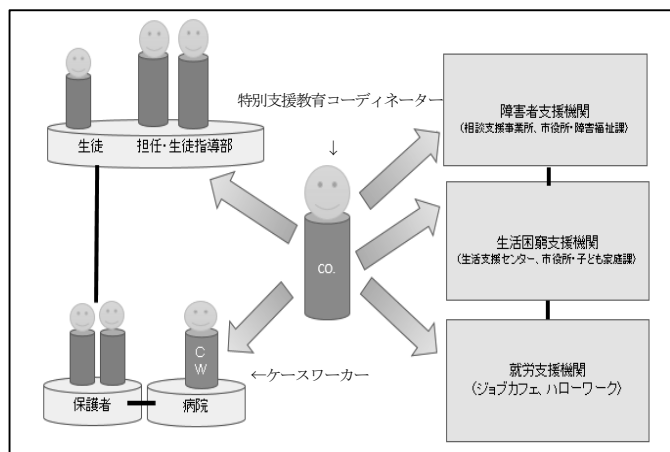 特別支援教育コーディネーター
↓
生徒
担任・生徒指導部
CO.
保護者
病院
C
W
←ケースワーカー
障害者支援機関
(相談支援事業所、市役所・障害福祉課)
生活困窮支援機関
(生活支援センター、市役所・子ども家庭課)
就労支援機関
(ジョブカフェ、ハローワーク)